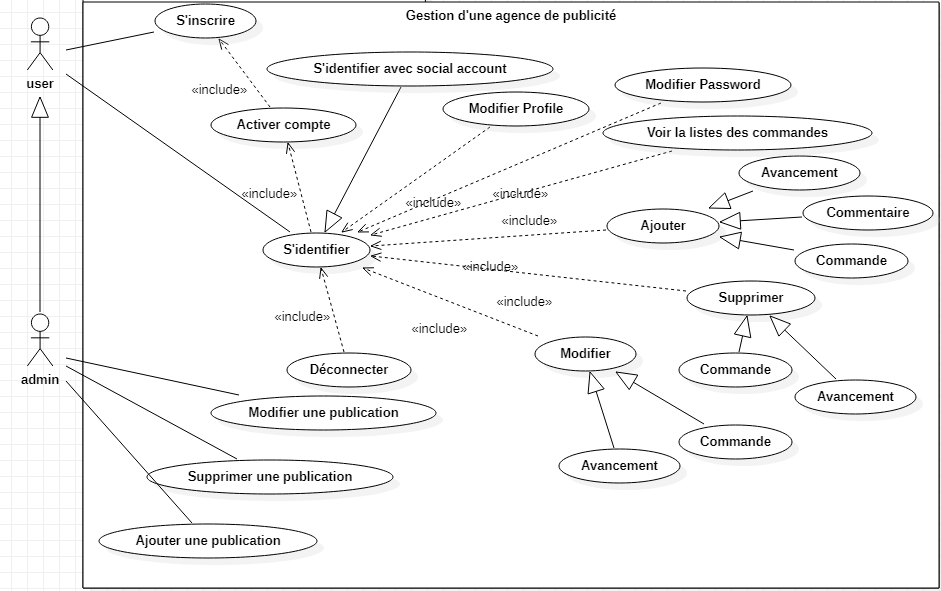 Gestion d'une agence de publicité
S'inscrire
user
S'identifier avec social account
«include»
Modifier Password
Modifier Profile
Activer compte
Voir la listes des commandes
Avancement
«include»
«include»
«include»
Commentaire
«include»
Ajouter
S'identifier
Commande
«include»
Supprimer
«include»
«include»
«include»
Modifier
Déconnecter
Commande
admin
Avancement
Modifier une publication
Commande
Avancement
Supprimer une publication
Ajouter une publication